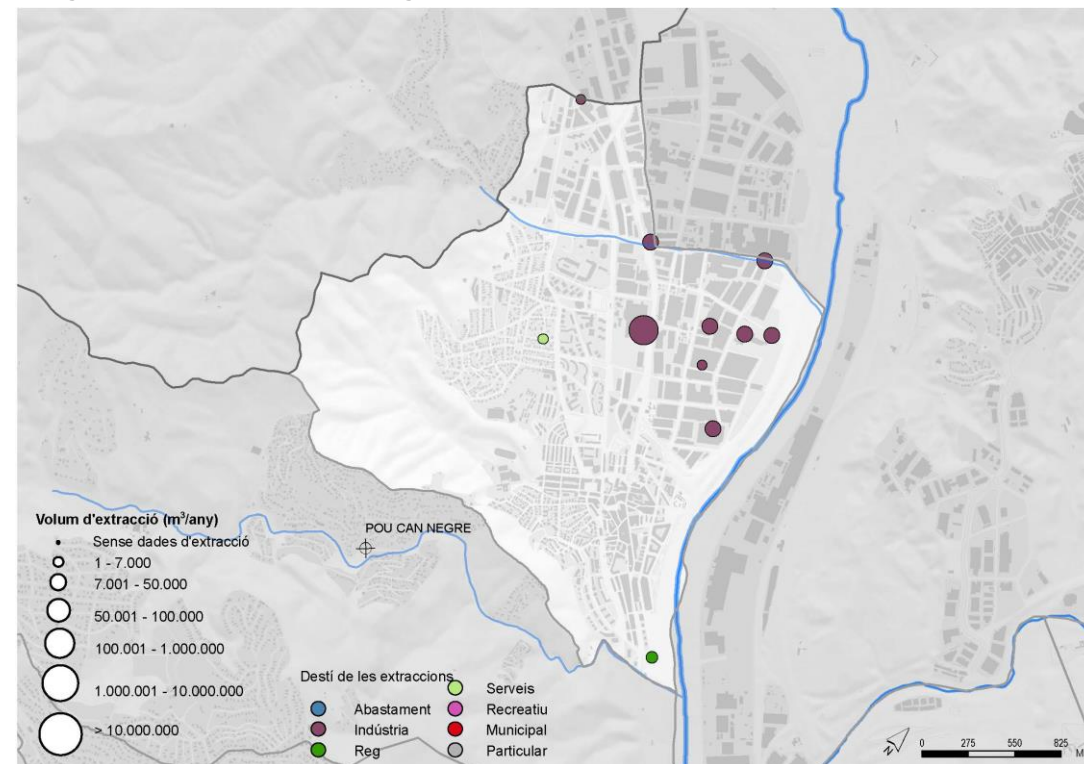 POU CAN NEGRE
Volum d'extracció (m³/any)
Sense dades d'extracció
1 - 7.000
7.001 - 50.000
50.001 - 100.000
100.001 - 1.000.000
1.000.001 - 10.000.000
> 10.000.000
Destí de les extraccions
Abastament
Indústria
Reg
Serveis
Recreatiu
Municipal
Particular
N
0 275 550 825
M